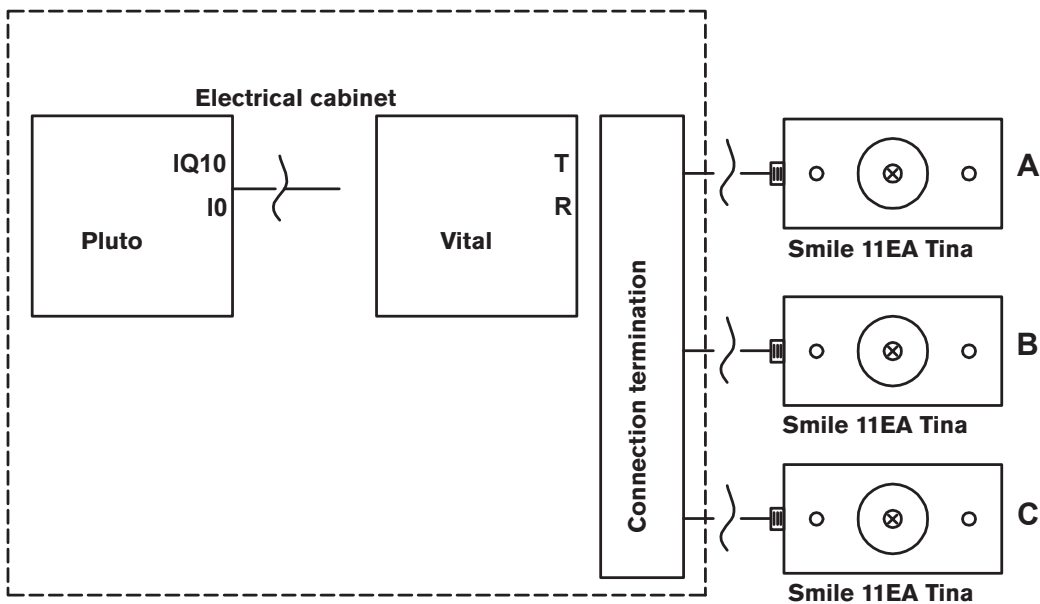 Electrical cabinet
IQ10
I0
Pluto
T
R
Vital
Connection termination
A
Smile 11EA Tina
B
Smile 11EA Tina
C
Smile 11EA Tina